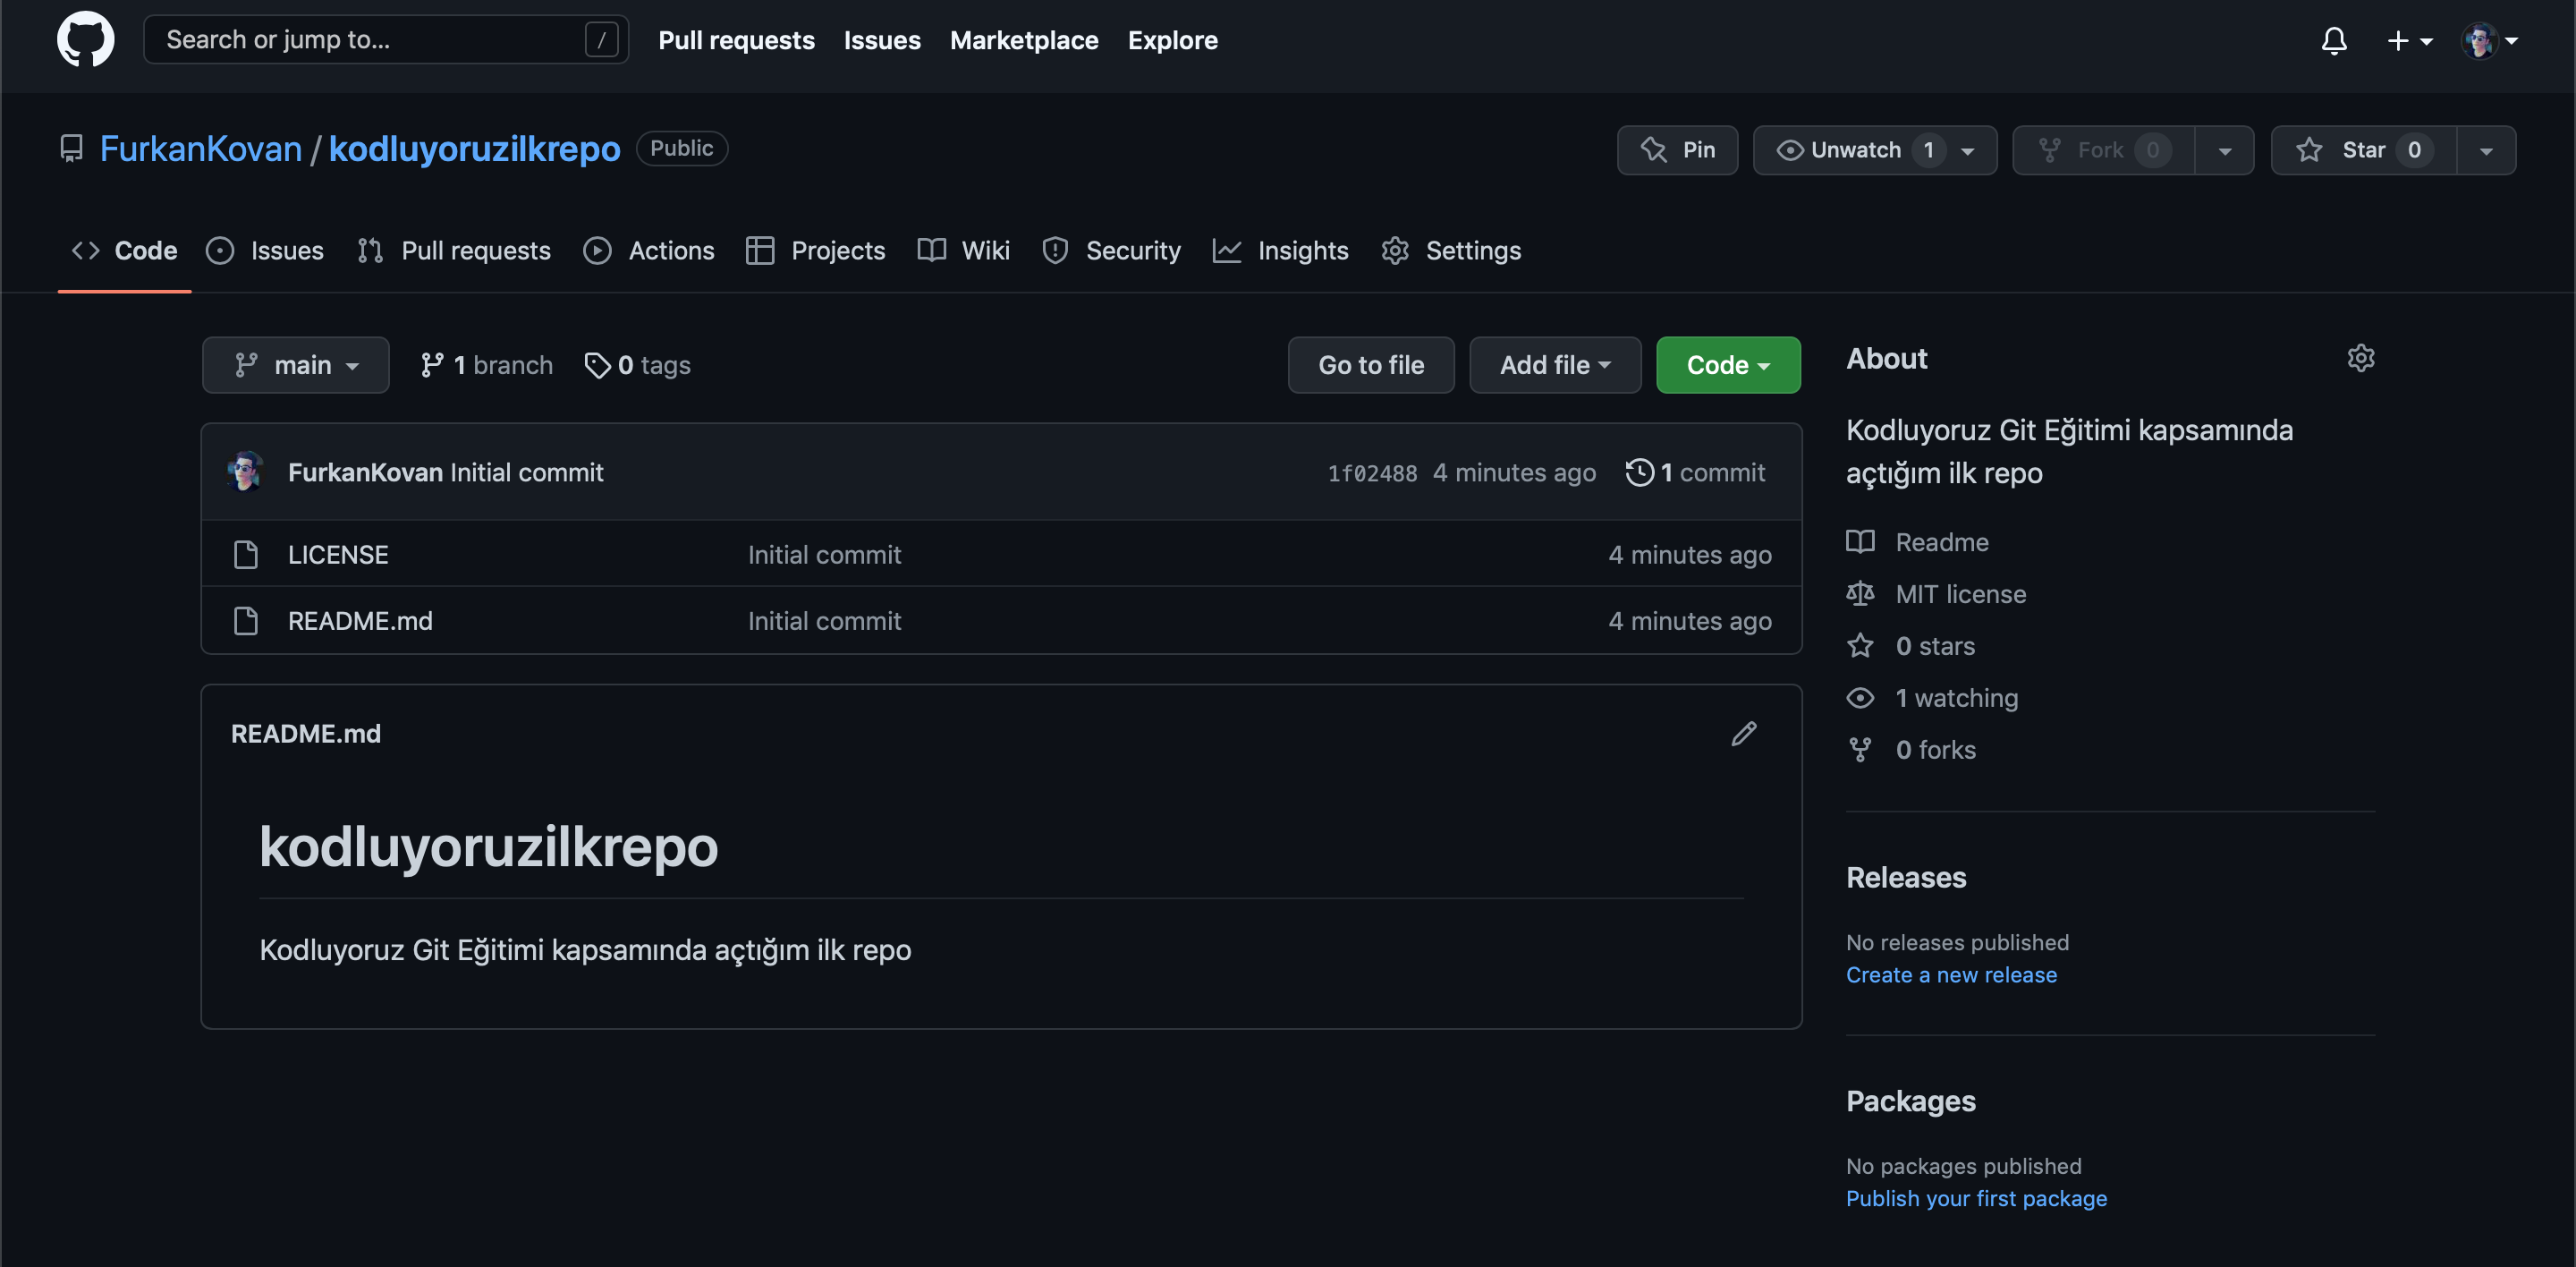 Search or jump to... /
Pull requests Issues Marketplace Explore
FurkanKovan / kodluyoruzilkrepo Public
Pin Unwatch 1 Fork 0 Star 0
Code Issues Pull requests Actions Projects Wiki Security Insights Settings
main 1 branch 0 tags Go to file Add file Code
FurkanKovan Initial commit 1f02488 4 minutes ago 1 commit
LICENSE Initial commit 4 minutes ago
README.md Initial commit 4 minutes ago
README.md
kodluyoruzilkrepo
Kodluyoruz Git Eğitimi kapsamında açtığım ilk repo
About
Kodluyoruz Git Eğitimi kapsamında
açtığım ilk repo
Readme
MIT license
0 stars
1 watching
0 forks
Releases
No releases published
Create a new release
Packages
No packages published
Publish your first package